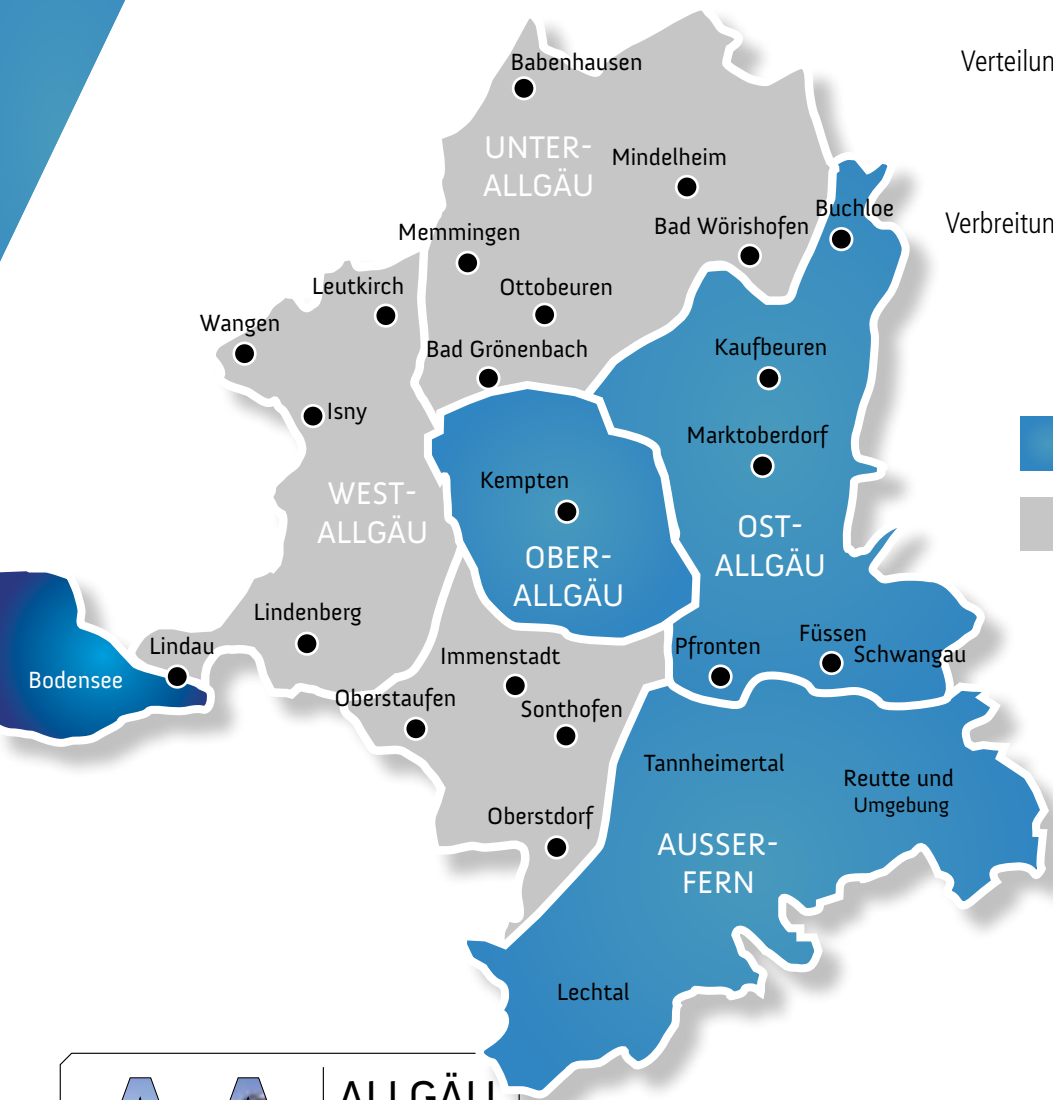 Babenhausen
UNTER-
ALLGÄU
Mindelheim
Buchloe
Bad Wörishofen
Memmingen
Leutkirch
Ottobeuren
Wangen
Bad Grönenbach
Kaufbeuren
Isny
Marktoberdorf
Kempten
WEST-
ALLGÄU
OST-
ALLGÄU
OBER-
ALLGÄU
Lindenberg
Lindau
Bodensee
Immenstadt
Pfronten
Füssen
Schwangau
Oberstaufen
Sonthofen
Tannheimertal
Reutte und
Umgebung
Oberstdorf
AUSSER-
FERN
Lechtal
Verteilun
Verbreitun
ALLGÄU